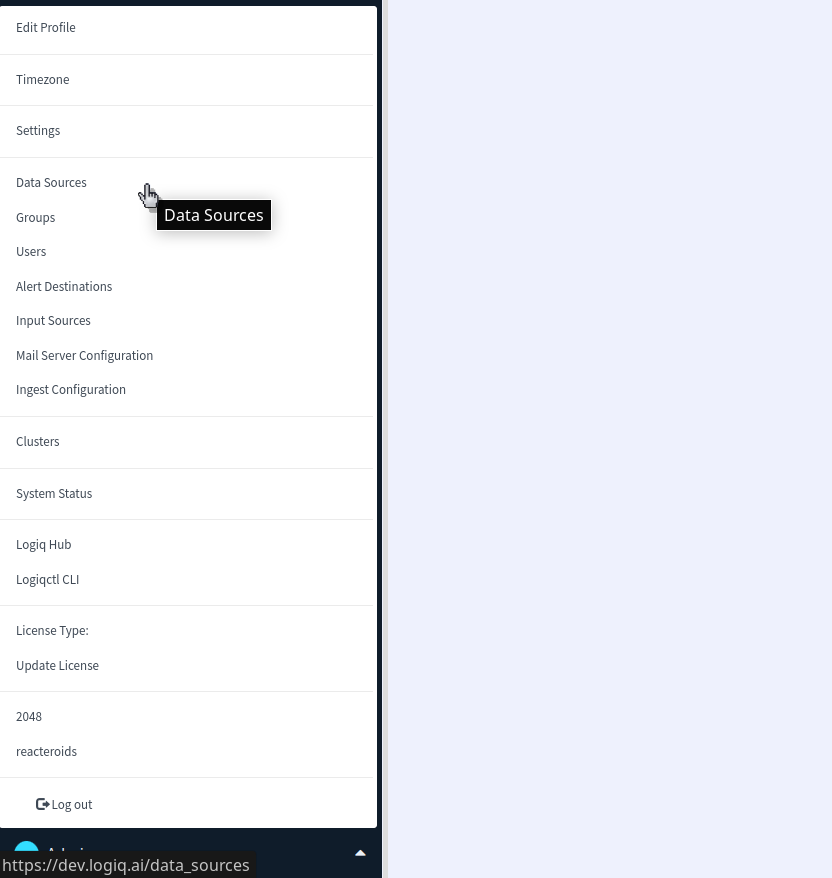 Edit Profile
Timezone
Settings
Data Sources
Data Sources
Groups
Users
Alert Destinations
Input Sources
Mail Server Configuration
Ingest Configuration
Clusters
System Status
Logiq Hub
Logiqctl CLI
License Type:
Update License
2048
reacteroids
Log out
https://dev.logiq.ai/data_sources